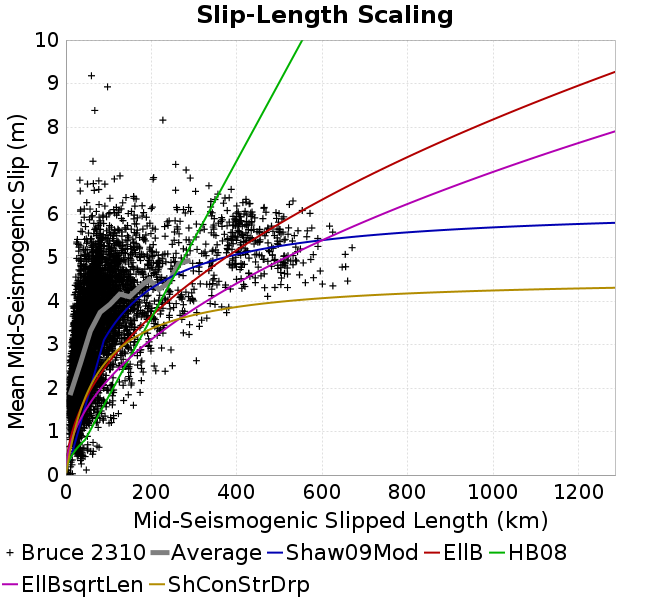 Slip-Length Scaling
Mean Mid-Seismogenic Slip (m)
10
9
8
7
6
5
4
3
2
1
0
0 200 400 600 800 1000 1200
Mid-Seismogenic Slipped Length (km)
Bruce 2310 Average Shaw09Mod EllB HB08
EllBsqrtLen ShConStrDrp